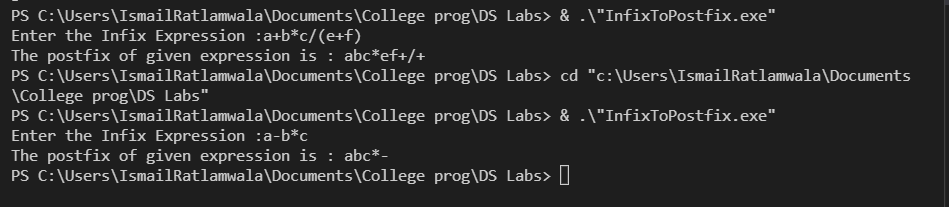 PS C:\Users\IsmailRatlamwala\Documents\College prog\DS Labs> & .\"InfixToPostfix.exe"
Enter the Infix Expression :a+b*c/(e+f)
The postfix of given expression is : abc*ef+/+
PS C:\Users\IsmailRatlamwala\Documents\College prog\DS Labs> cd "c:\Users\IsmailRatlamwala\Documents
\College prog\DS Labs"
PS C:\Users\IsmailRatlamwala\Documents\College prog\DS Labs> & .\"InfixToPostfix.exe"
Enter the Infix Expression :a-b*c
The postfix of given expression is : abc*-
PS C:\Users\IsmailRatlamwala\Documents\College prog\DS Labs>